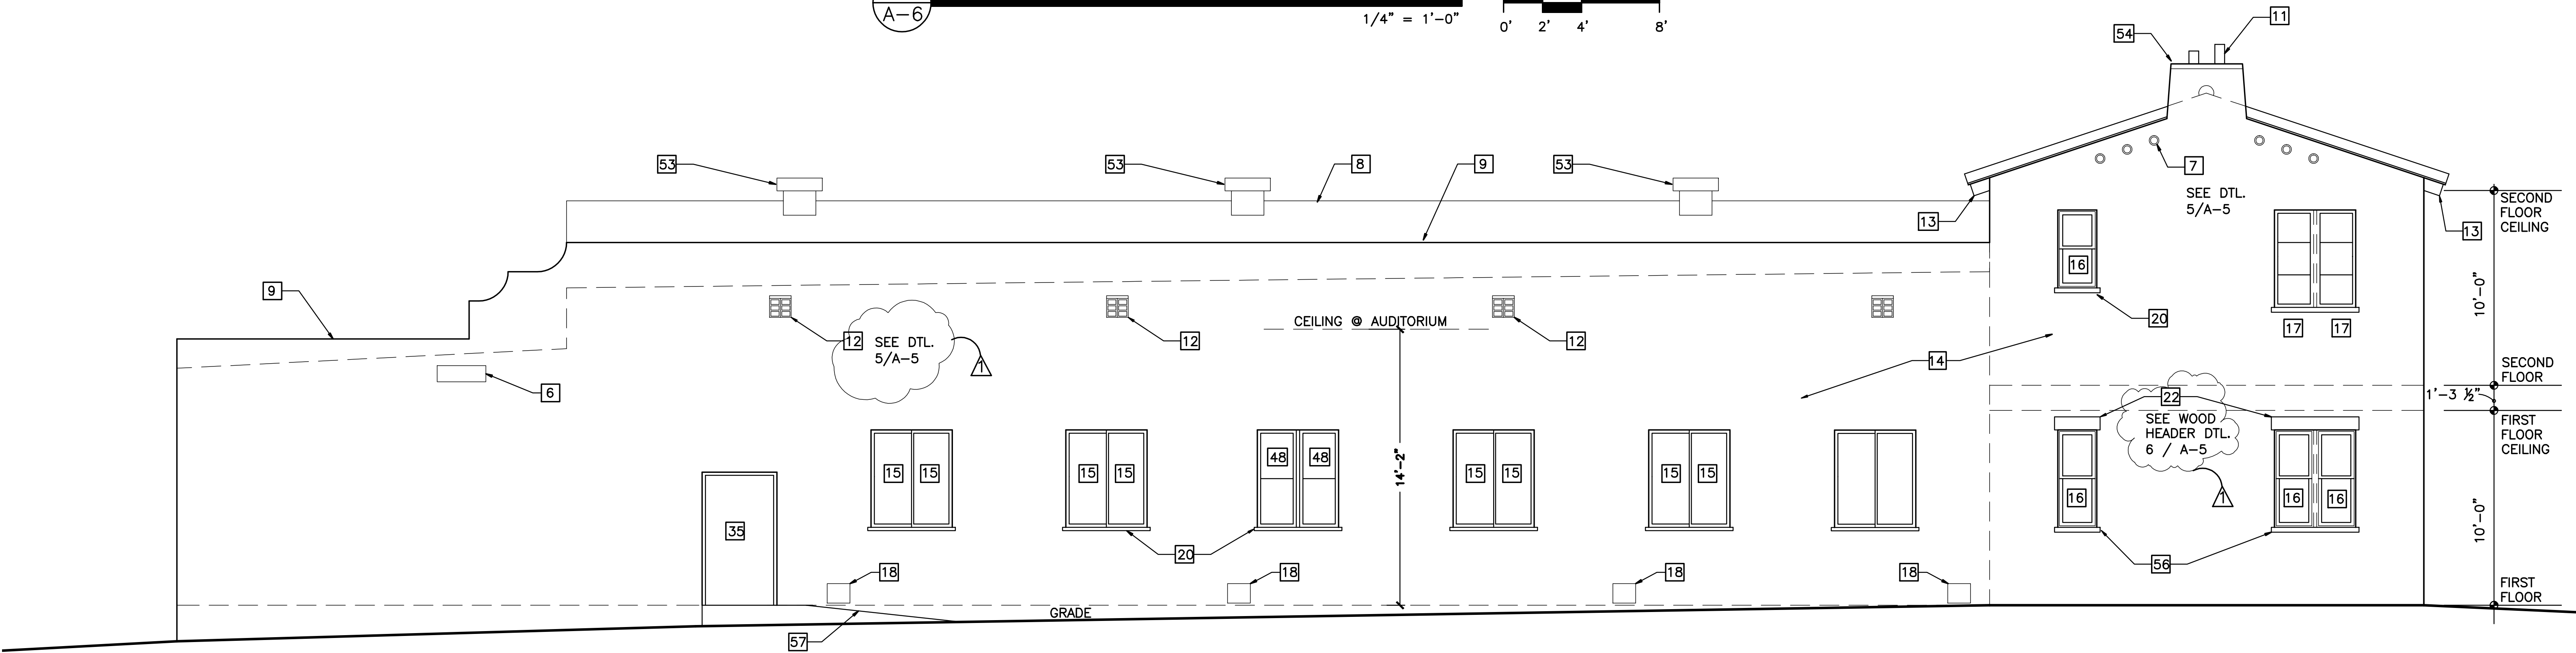 A-6
1/4" = 1'-0"
0' 2' 4' 8'
11
54
53
53
8
9
53
7
SEE DTL.
5/A-5
13
13
SECOND
FLOOR
CEILING
16
9
20
17 17
10'-0"
12
SEE DTL.
5/A-5
1
12
CEILING @ AUDITORIUM
12
14
6
SECOND
FLOOR
1'-3 ½"
22
SEE WOOD
HEADER DTL.
6 / A-5
1
FIRST
FLOOR
CEILING
15 15
15 15
48 48
14'-2"
15 15
15 15
16
16 16
35
20
56
10'-0"
18
18
18
18
FIRST
FLOOR
GRADE
57